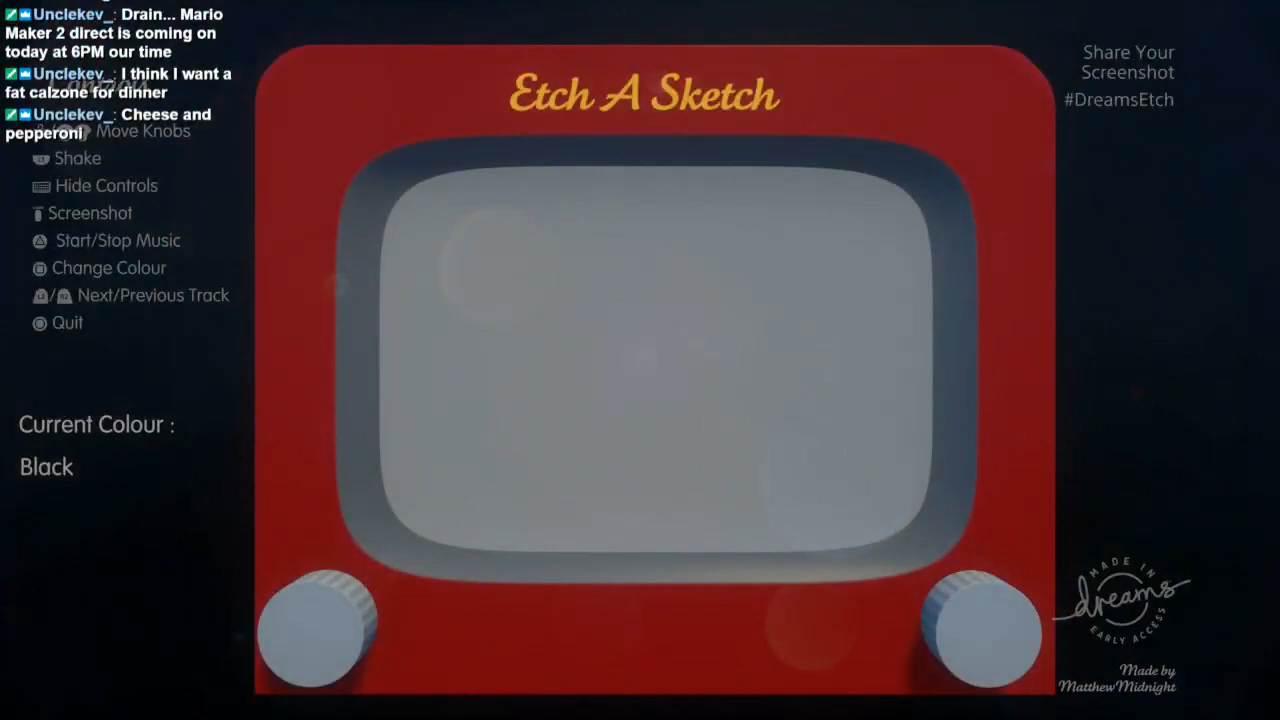 Unclekev_: Drain... Mario
Maker 2 direct is coming on
today at 6PM our time
Unclekev_: I think I want a
fat calzone for dinner
Unclekev_: Cheese and
pepperoni
Move Knobs
Shake
Hide Controls
Screenshot
Start/Stop Music
Change Colour
Next/Previous Track
Quit
Current Colour :
Black
Etch A Sketch
Share Your
Screenshot
#DreamsEtch
MADE IN
dreams
EARLY ACCESS
Made by
MatthewMidnight